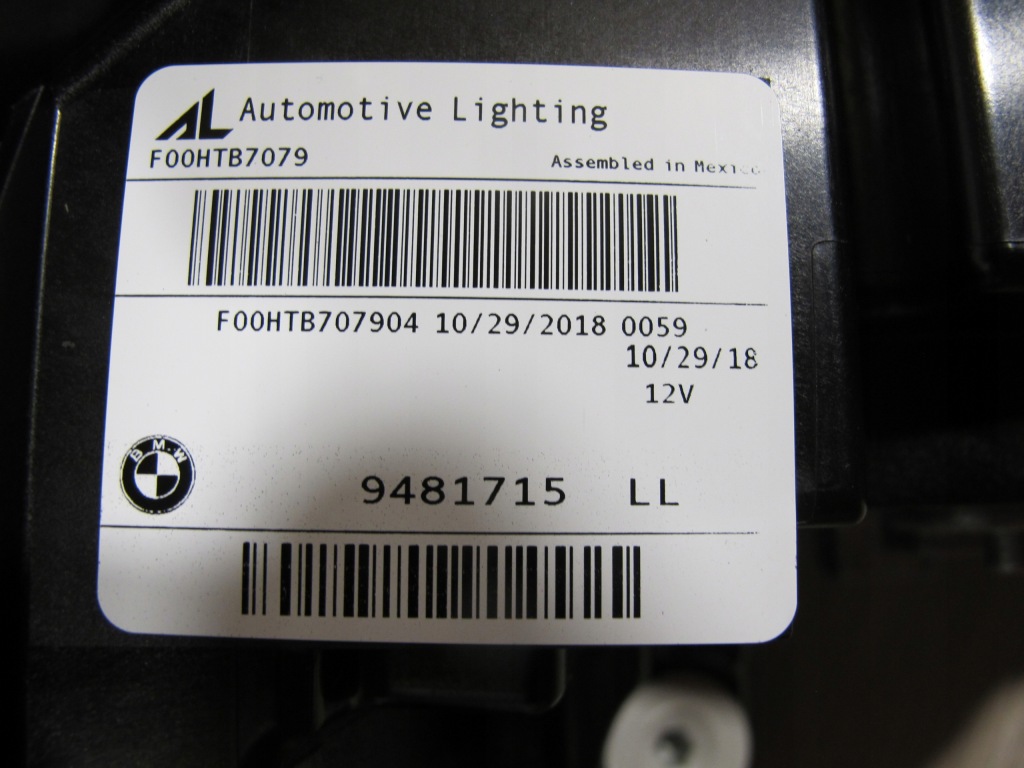 AL Automotive Lighting
F00HTB7079 Assembled in Mexico
F00HTB707904 10/29/2018 0059
10/29/18
12V
BMW
9481715 LL